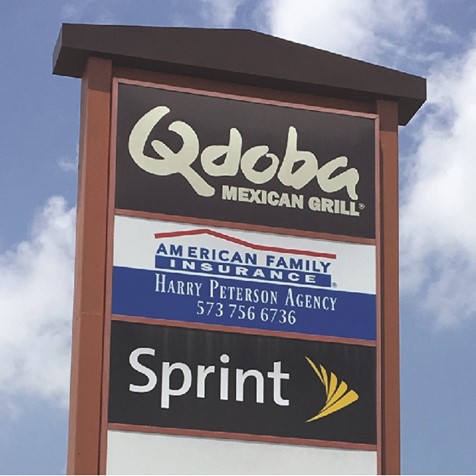 Qdoba
MEXICAN GRILL®
AMERICAN FAMILY
INSURANCE®
HARRY PETERSON AGENCY
573 756 6736
Sprint